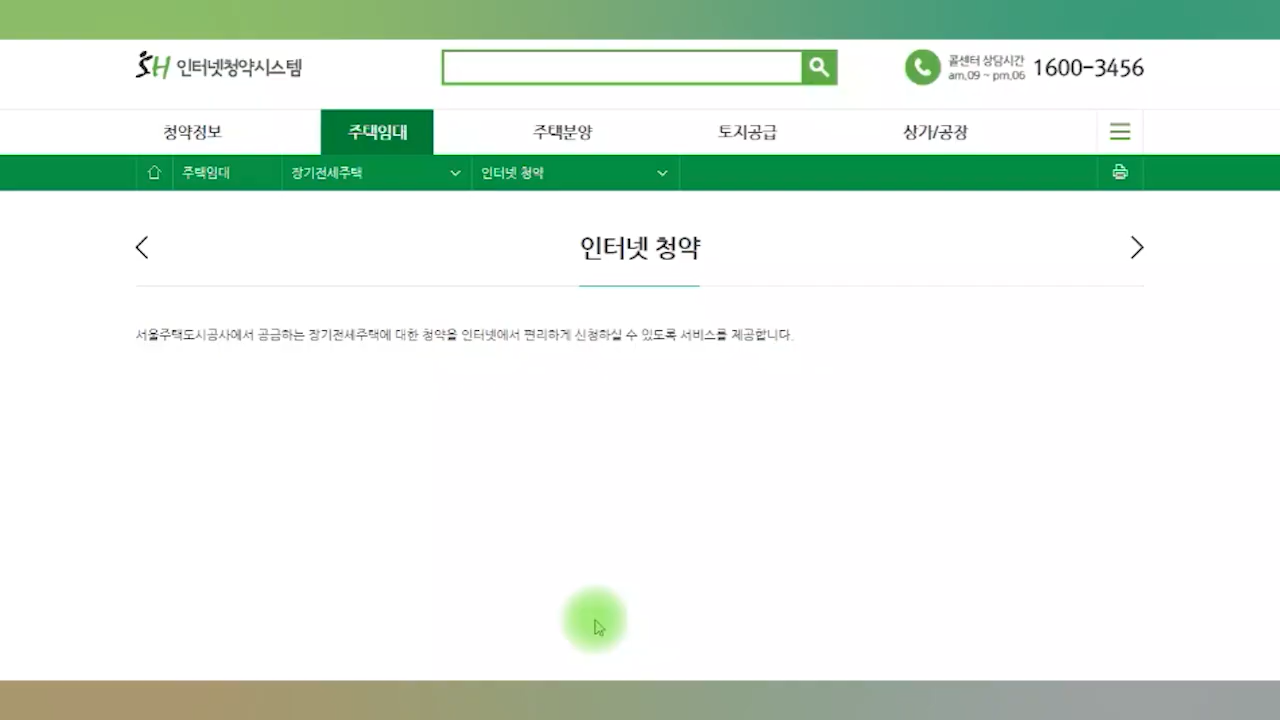 SH 인터넷청약시스템
콜센터 상담시간
am.09 ~ pm.06
1600-3456
청약정보 주택임대 주택분양 토지공급 상가/공장
주택임대 장기전세주택 인터넷 청약
인터넷 청약
서울주택도시공사에서 공급하는 장기전세주택에 대한 청약을 인터넷에서 편리하게 신청하실 수 있도록 서비스를 제공합니다.